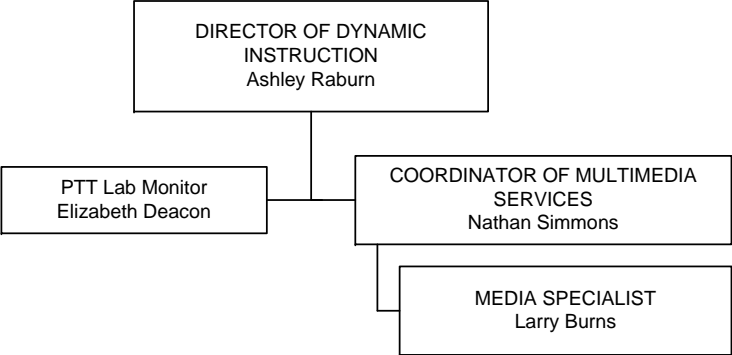 DIRECTOR OF DYNAMIC
INSTRUCTION
Ashley Raburn
PTT Lab Monitor
Elizabeth Deacon
COORDINATOR OF MULTIMEDIA
SERVICES
Nathan Simmons
MEDIA SPECIALIST
Larry Burns